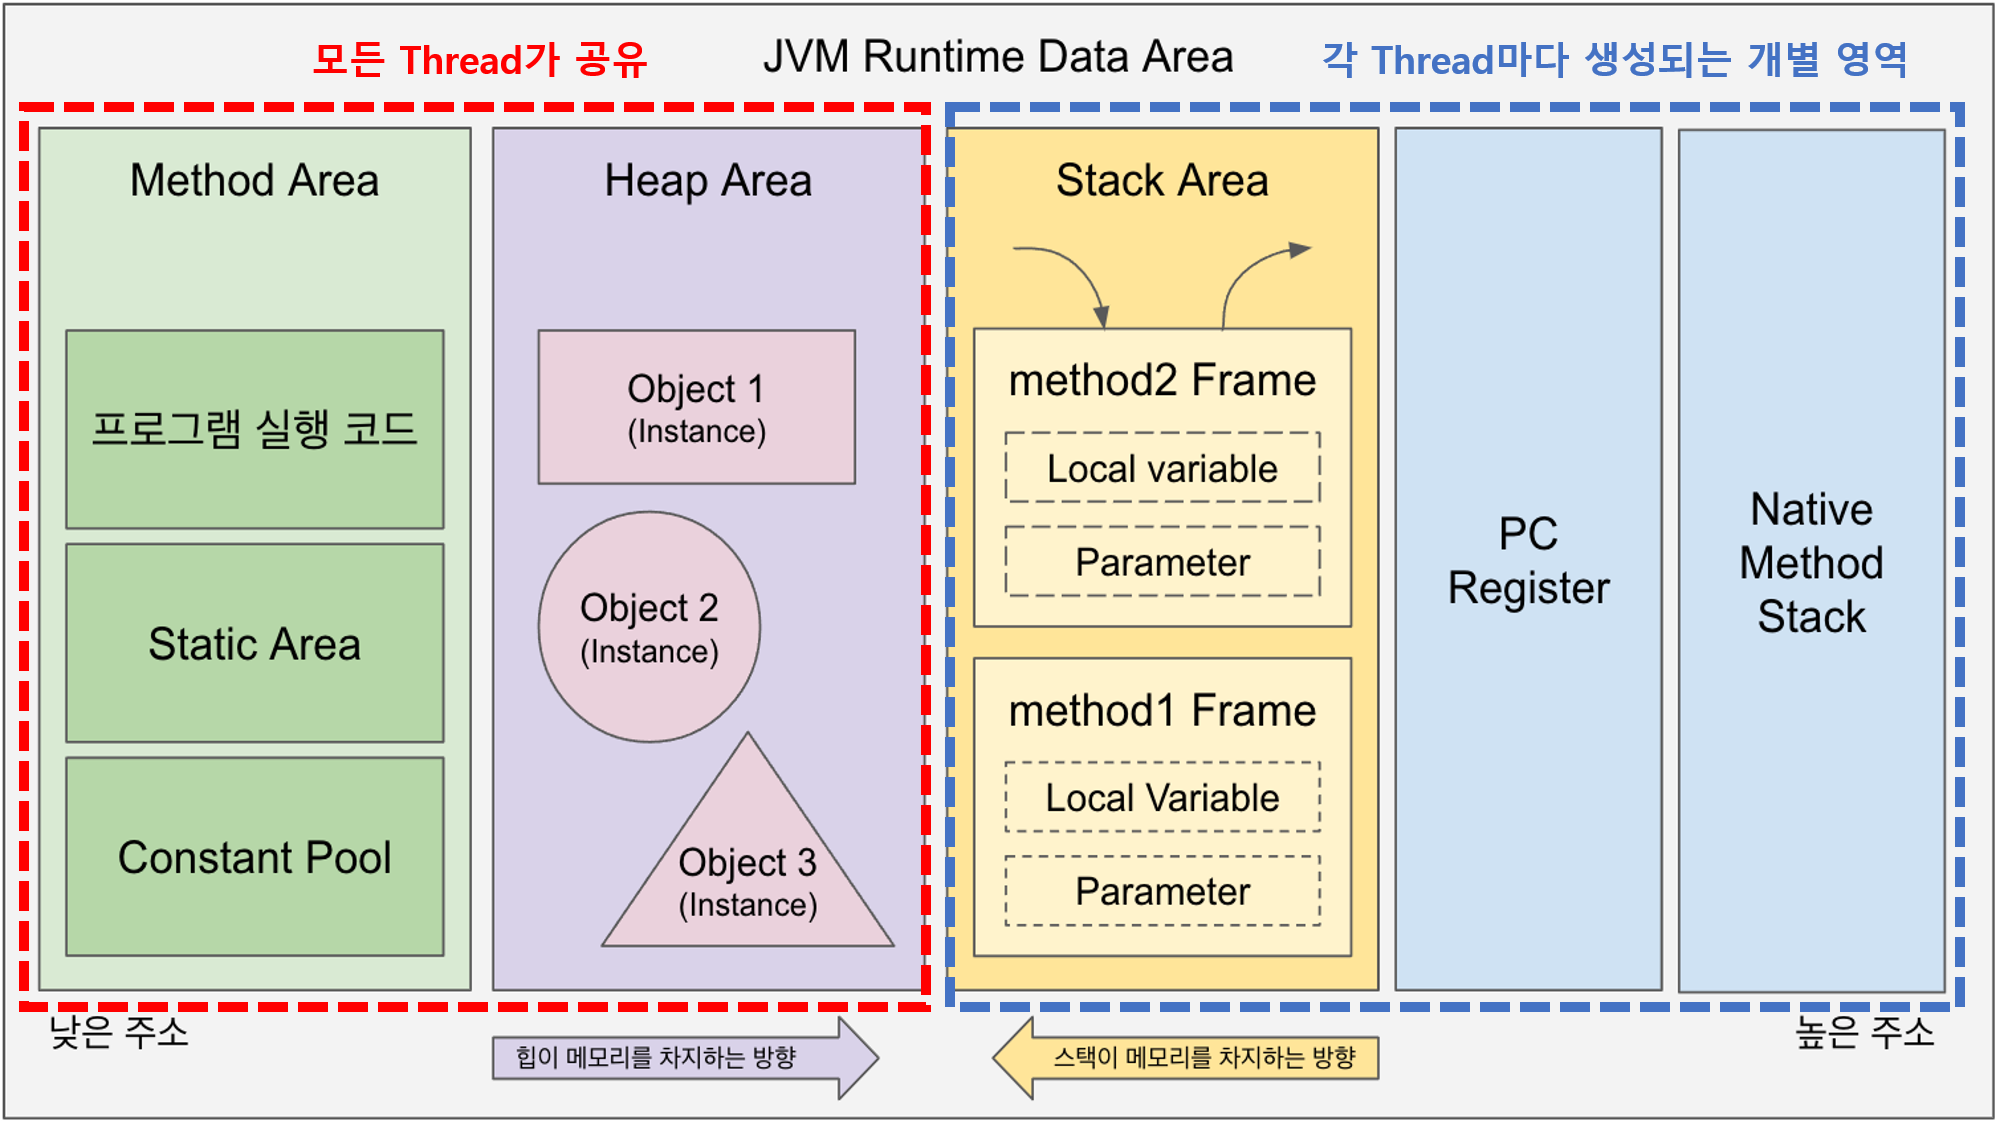 모든 Thread가 공유
JVM Runtime Data Area
각 Thread마다 생성되는 개별 영역
Method Area
프로그램 실행 코드
Static Area
Constant Pool
Heap Area
Object 1
(Instance)
Object 2
(Instance)
Object 3
(Instance)
Stack Area
method2 Frame
Local variable
Parameter
method1 Frame
Local Variable
Parameter
PC
Register
Native
Method
Stack
낮은 주소
힙이 메모리를 차지하는 방향
스택이 메모리를 차지하는 방향
높은 주소